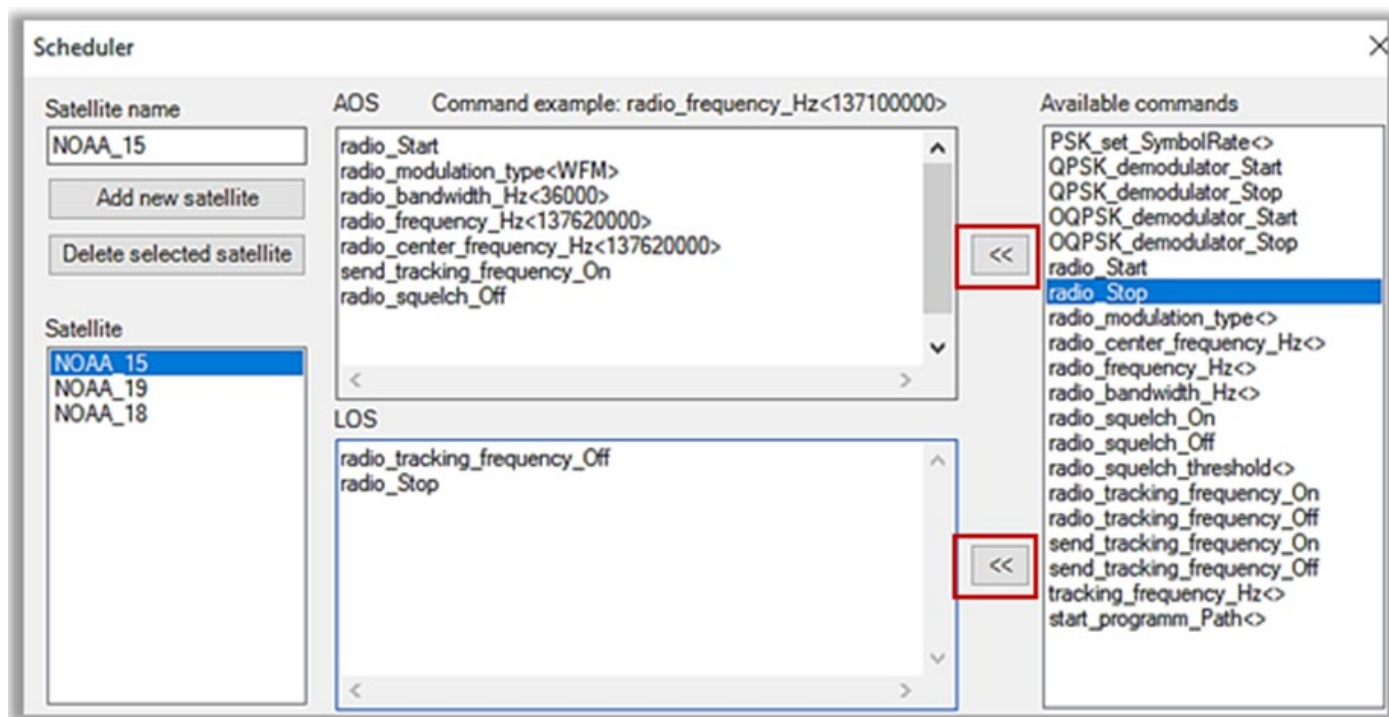 Scheduler
Satellite name
NOAA_15
Add new satellite
Delete selected satellite
Satellite
NOAA_15
NOAA_19
NOAA_18
AOS Command example: radio_frequency_Hz<137100000>
radio_Start
radio_modulation_type<WFM>
radio_bandwidth_Hz<36000>
radio_frequency_Hz<137620000>
radio_center_frequency_Hz<137620000>
send_tracking_frequency_On
radio_squelch_Off
LOS
radio_tracking_frequency_Off
radio_Stop
<<
<<
Available commands
PSK_set_SymbolRate<>
QPSK_demodulator_Start
QPSK_demodulator_Stop
OQPSK_demodulator_Start
OQPSK_demodulator_Stop
radio_Start
radio_Stop
radio_modulation_type<>
radio_center_frequency_Hz<>
radio_frequency_Hz<>
radio_bandwidth_Hz<>
radio_squelch_On
radio_squelch_Off
radio_squelch_threshold<>
radio_tracking_frequency_On
radio_tracking_frequency_Off
send_tracking_frequency_On
send_tracking_frequency_Off
tracking_frequency_Hz<>
start_programm_Path<>